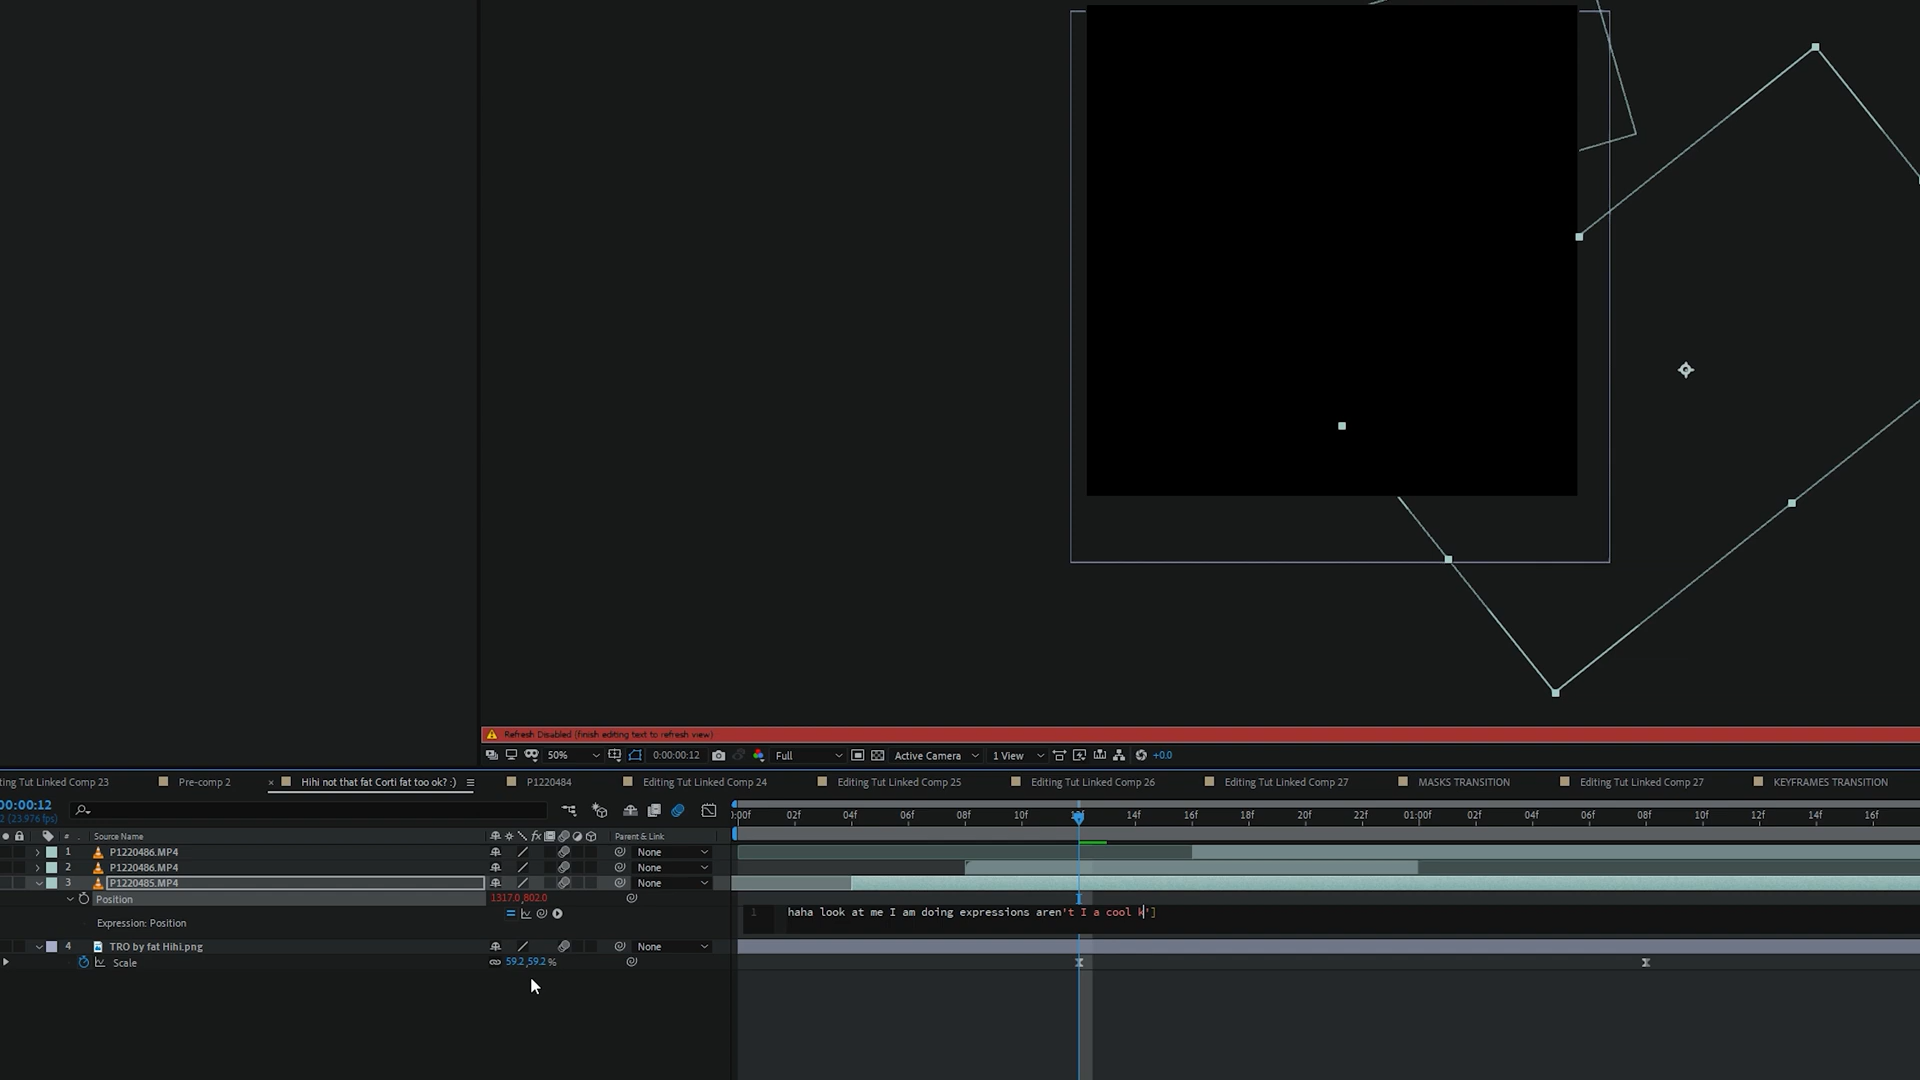 Refresh Disabled (finish editing text to refresh view)
50% 0:00:00:12 Full Active Camera 1 View +0.0
ting Tut Linked Comp 23 Pre-comp 2 × Hihi not that fat Corti fat too ok? :) P1220484 Editing Tut Linked Comp 24 Editing Tut Linked Comp 25 Editing Tut Linked Comp 26 Editing Tut Linked Comp 27 MASKS TRANSITION Editing Tut Linked Comp 27 KEYFRAMES TRANSITION
00:00:12
2 (23.976 fps)
:00f 02f 04f 06f 08f 10f 12f 14f 16f 18f 20f 22f 01:00f 02f 04f 06f 08f 10f 12f 14f 16f
# Source Name fx Parent & Link
1 P1220486.MP4 None
2 P1220486.MP4 None
3 P1220485.MP4 None
Position 1317.0,802.0
Expression: Position
1 haha look at me I am doing expressions aren't I a cool k']
4 TRO by fat Hihi.png None
Scale 59.2,59.2 %